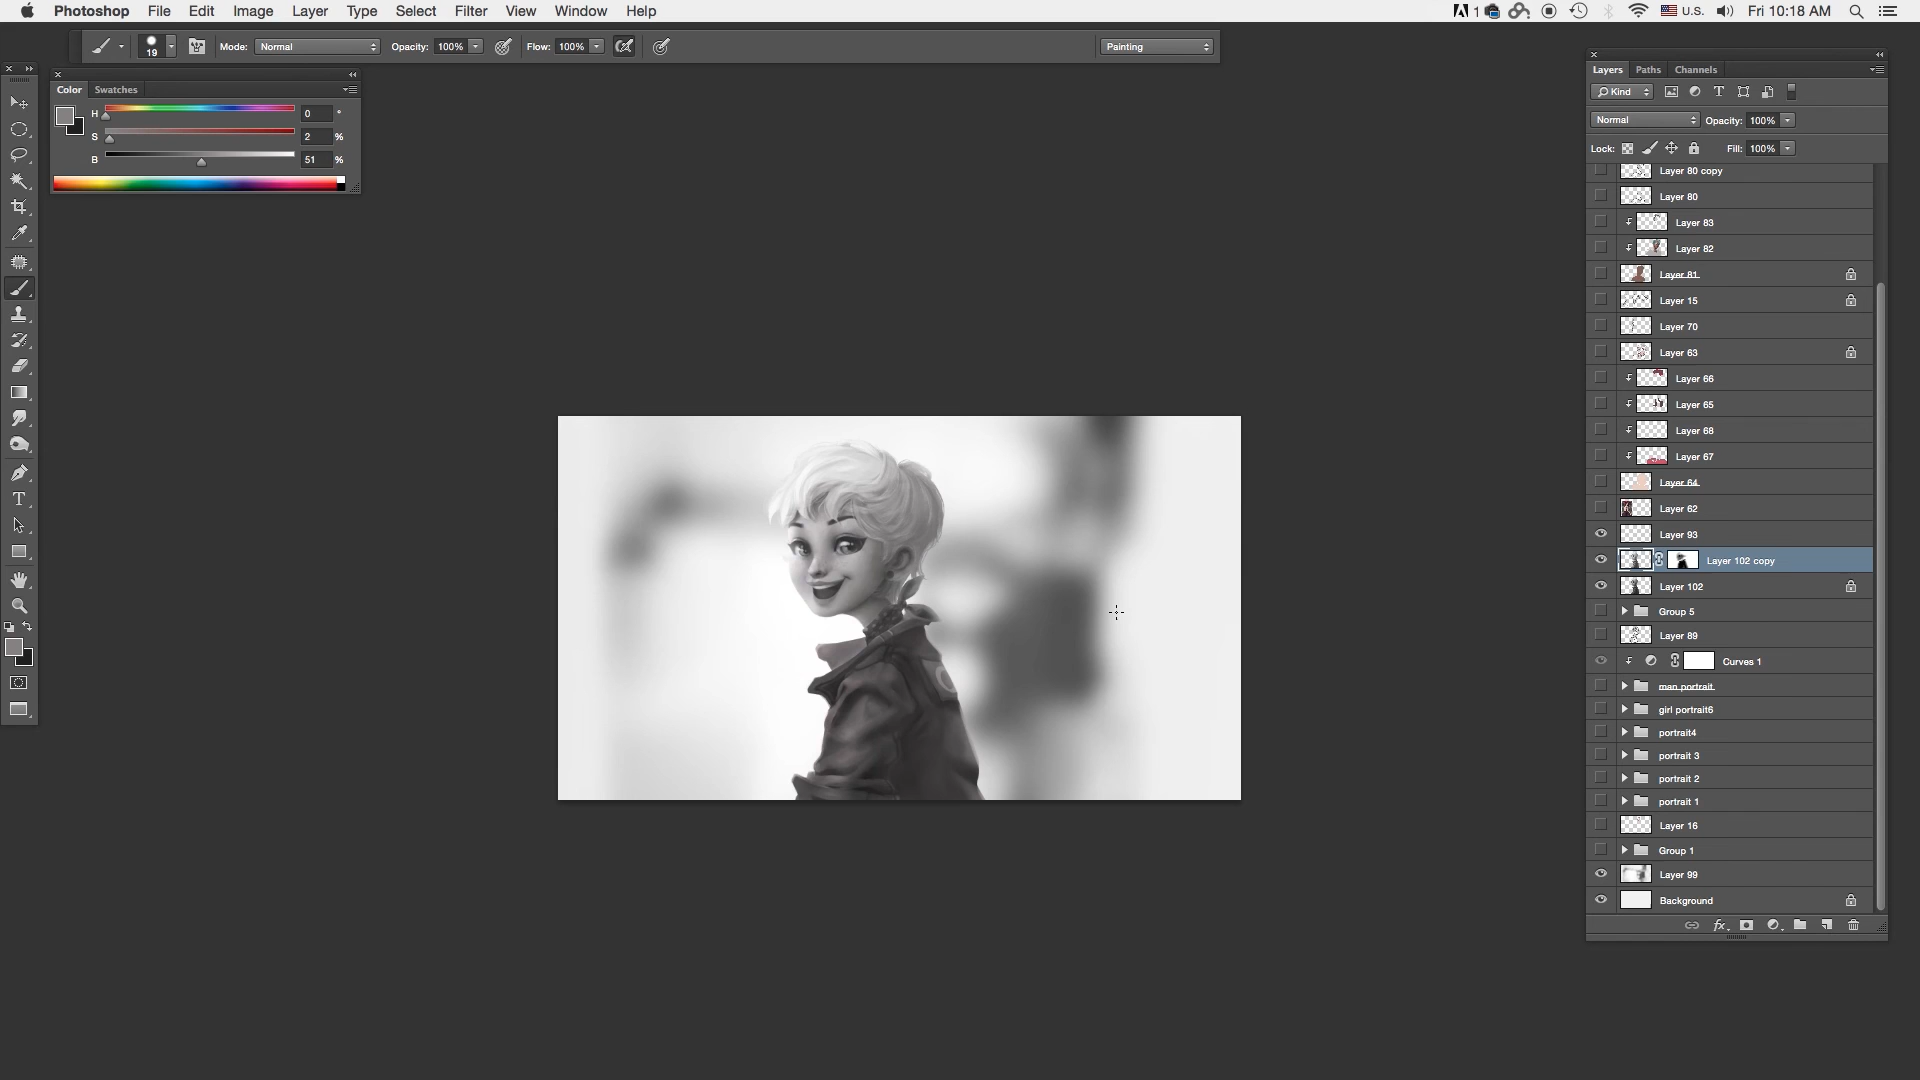 Photoshop File Edit Image Layer Type Select Filter View Window Help
1 U.S. Fri 10:18 AM
19 Mode: Normal Opacity: 100% Flow: 100% Painting
Color Swatches
H 0 °
S 2 %
B 51 %
Layers Paths Channels
Kind T
Normal Opacity: 100%
Lock: Fill: 100%
Layer 80 copy
Layer 80
Layer 83
Layer 82
Layer 81
Layer 15
Layer 70
Layer 63
Layer 66
Layer 65
Layer 68
Layer 67
Layer 64
Layer 62
Layer 93
Layer 102 copy
Layer 102
Group 5
Layer 89
Curves 1
man portrait
girl portrait6
portrait4
portrait 3
portrait 2
portrait 1
Layer 16
Group 1
Layer 99
Background
fx